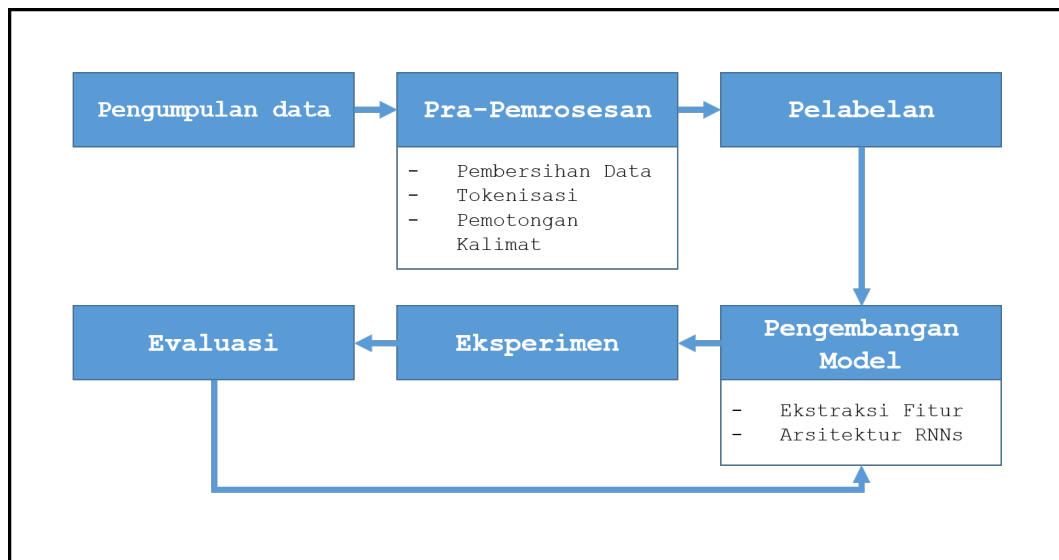 Pengumpulan data
Pra-Pemrosesan
- Pembersihan Data
- Tokenisasi
- Pemotongan
Kalimat
Pelabelan
Pengembangan
Model
- Ekstraksi Fitur
- Arsitektur RNNs
Eksperimen
Evaluasi